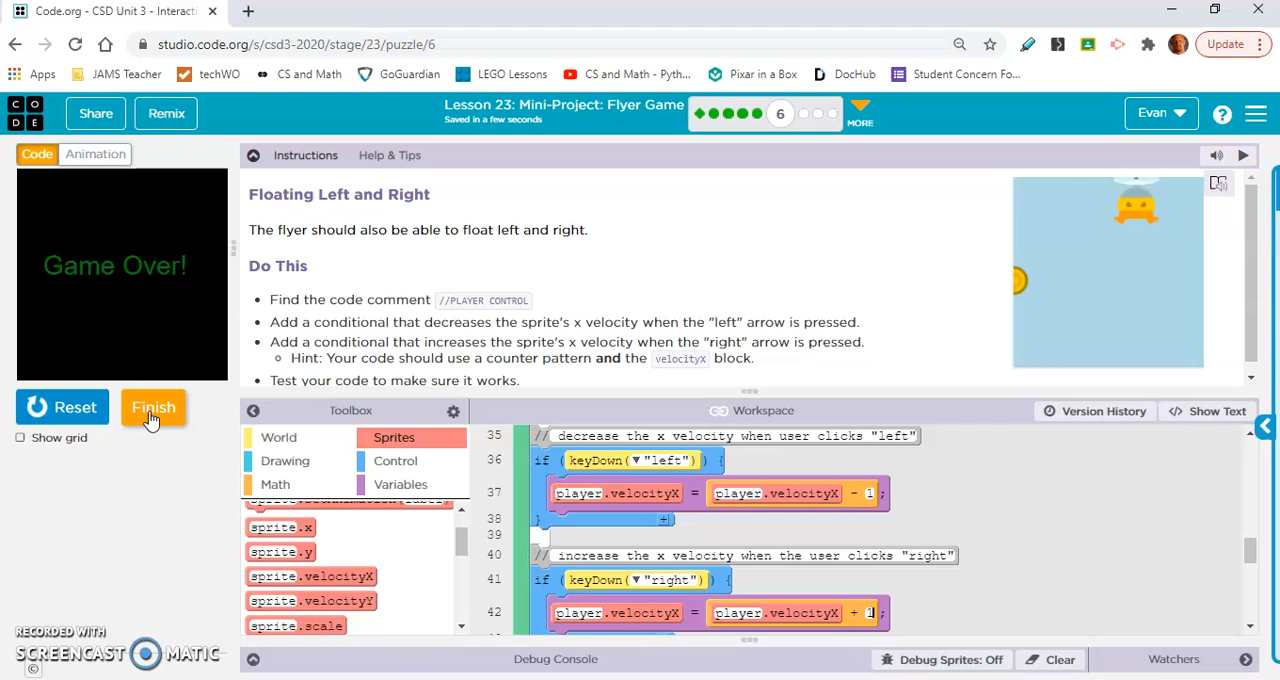 Code.org - CSD Unit 3 - Interacti
studio.code.org/s/csd3-2020/stage/23/puzzle/6
Update
Apps
JAMS Teacher
techWO
CS and Math
GoGuardian
LEGO Lessons
CS and Math - Pyth...
Pixar in a Box
DocHub
Student Concern Fo...
C O
D E
Share
Remix
Lesson 23: Mini-Project: Flyer Game
Saved in a few seconds
6
MORE
Evan
?
Code
Animation
Instructions
Help & Tips
Game Over!
Floating Left and Right
The flyer should also be able to float left and right.
Do This
• Find the code comment //PLAYER CONTROL
• Add a conditional that decreases the sprite's x velocity when the "left" arrow is pressed.
• Add a conditional that increases the sprite's x velocity when the "right" arrow is pressed.
Hint: Your code should use a counter pattern and the velocityX block.
• Test your code to make sure it works.
Reset
Finish
Show grid
Toolbox
Workspace
Version History
</> Show Text
World
Sprites
Drawing
Control
Math
Variables
sprite.x
sprite.y
sprite.velocityX
sprite.velocityY
sprite.scale
35 // decrease the x velocity when user clicks "left"
36 if (keyDown("left")) {
37 player.velocityX = player.velocityX - 1;
38 }
39
40 // increase the x velocity when the user clicks "right"
41 if (keyDown("right")) {
42 player.velocityX = player.velocityX + 1;
RECORDED WITH
SCREENCAST MATIC
©
Debug Console
Debug Sprites: Off
Clear
Watchers